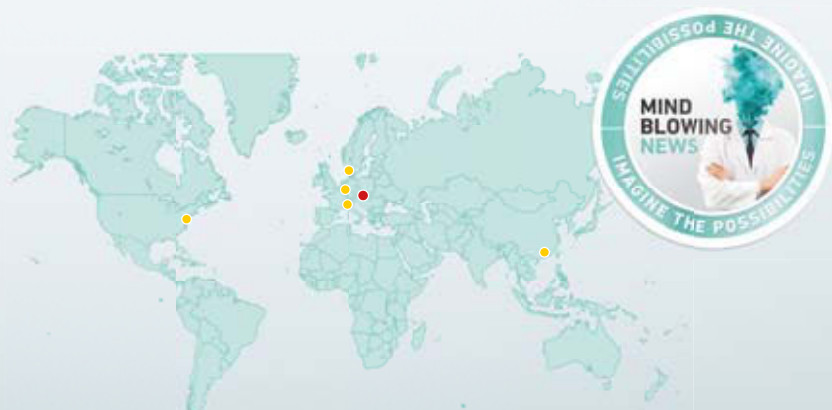 IMAGINE THE POSSIBILITIES
MIND
BLOWING
NEWS
IMAGINE THE POSSIBILITIES